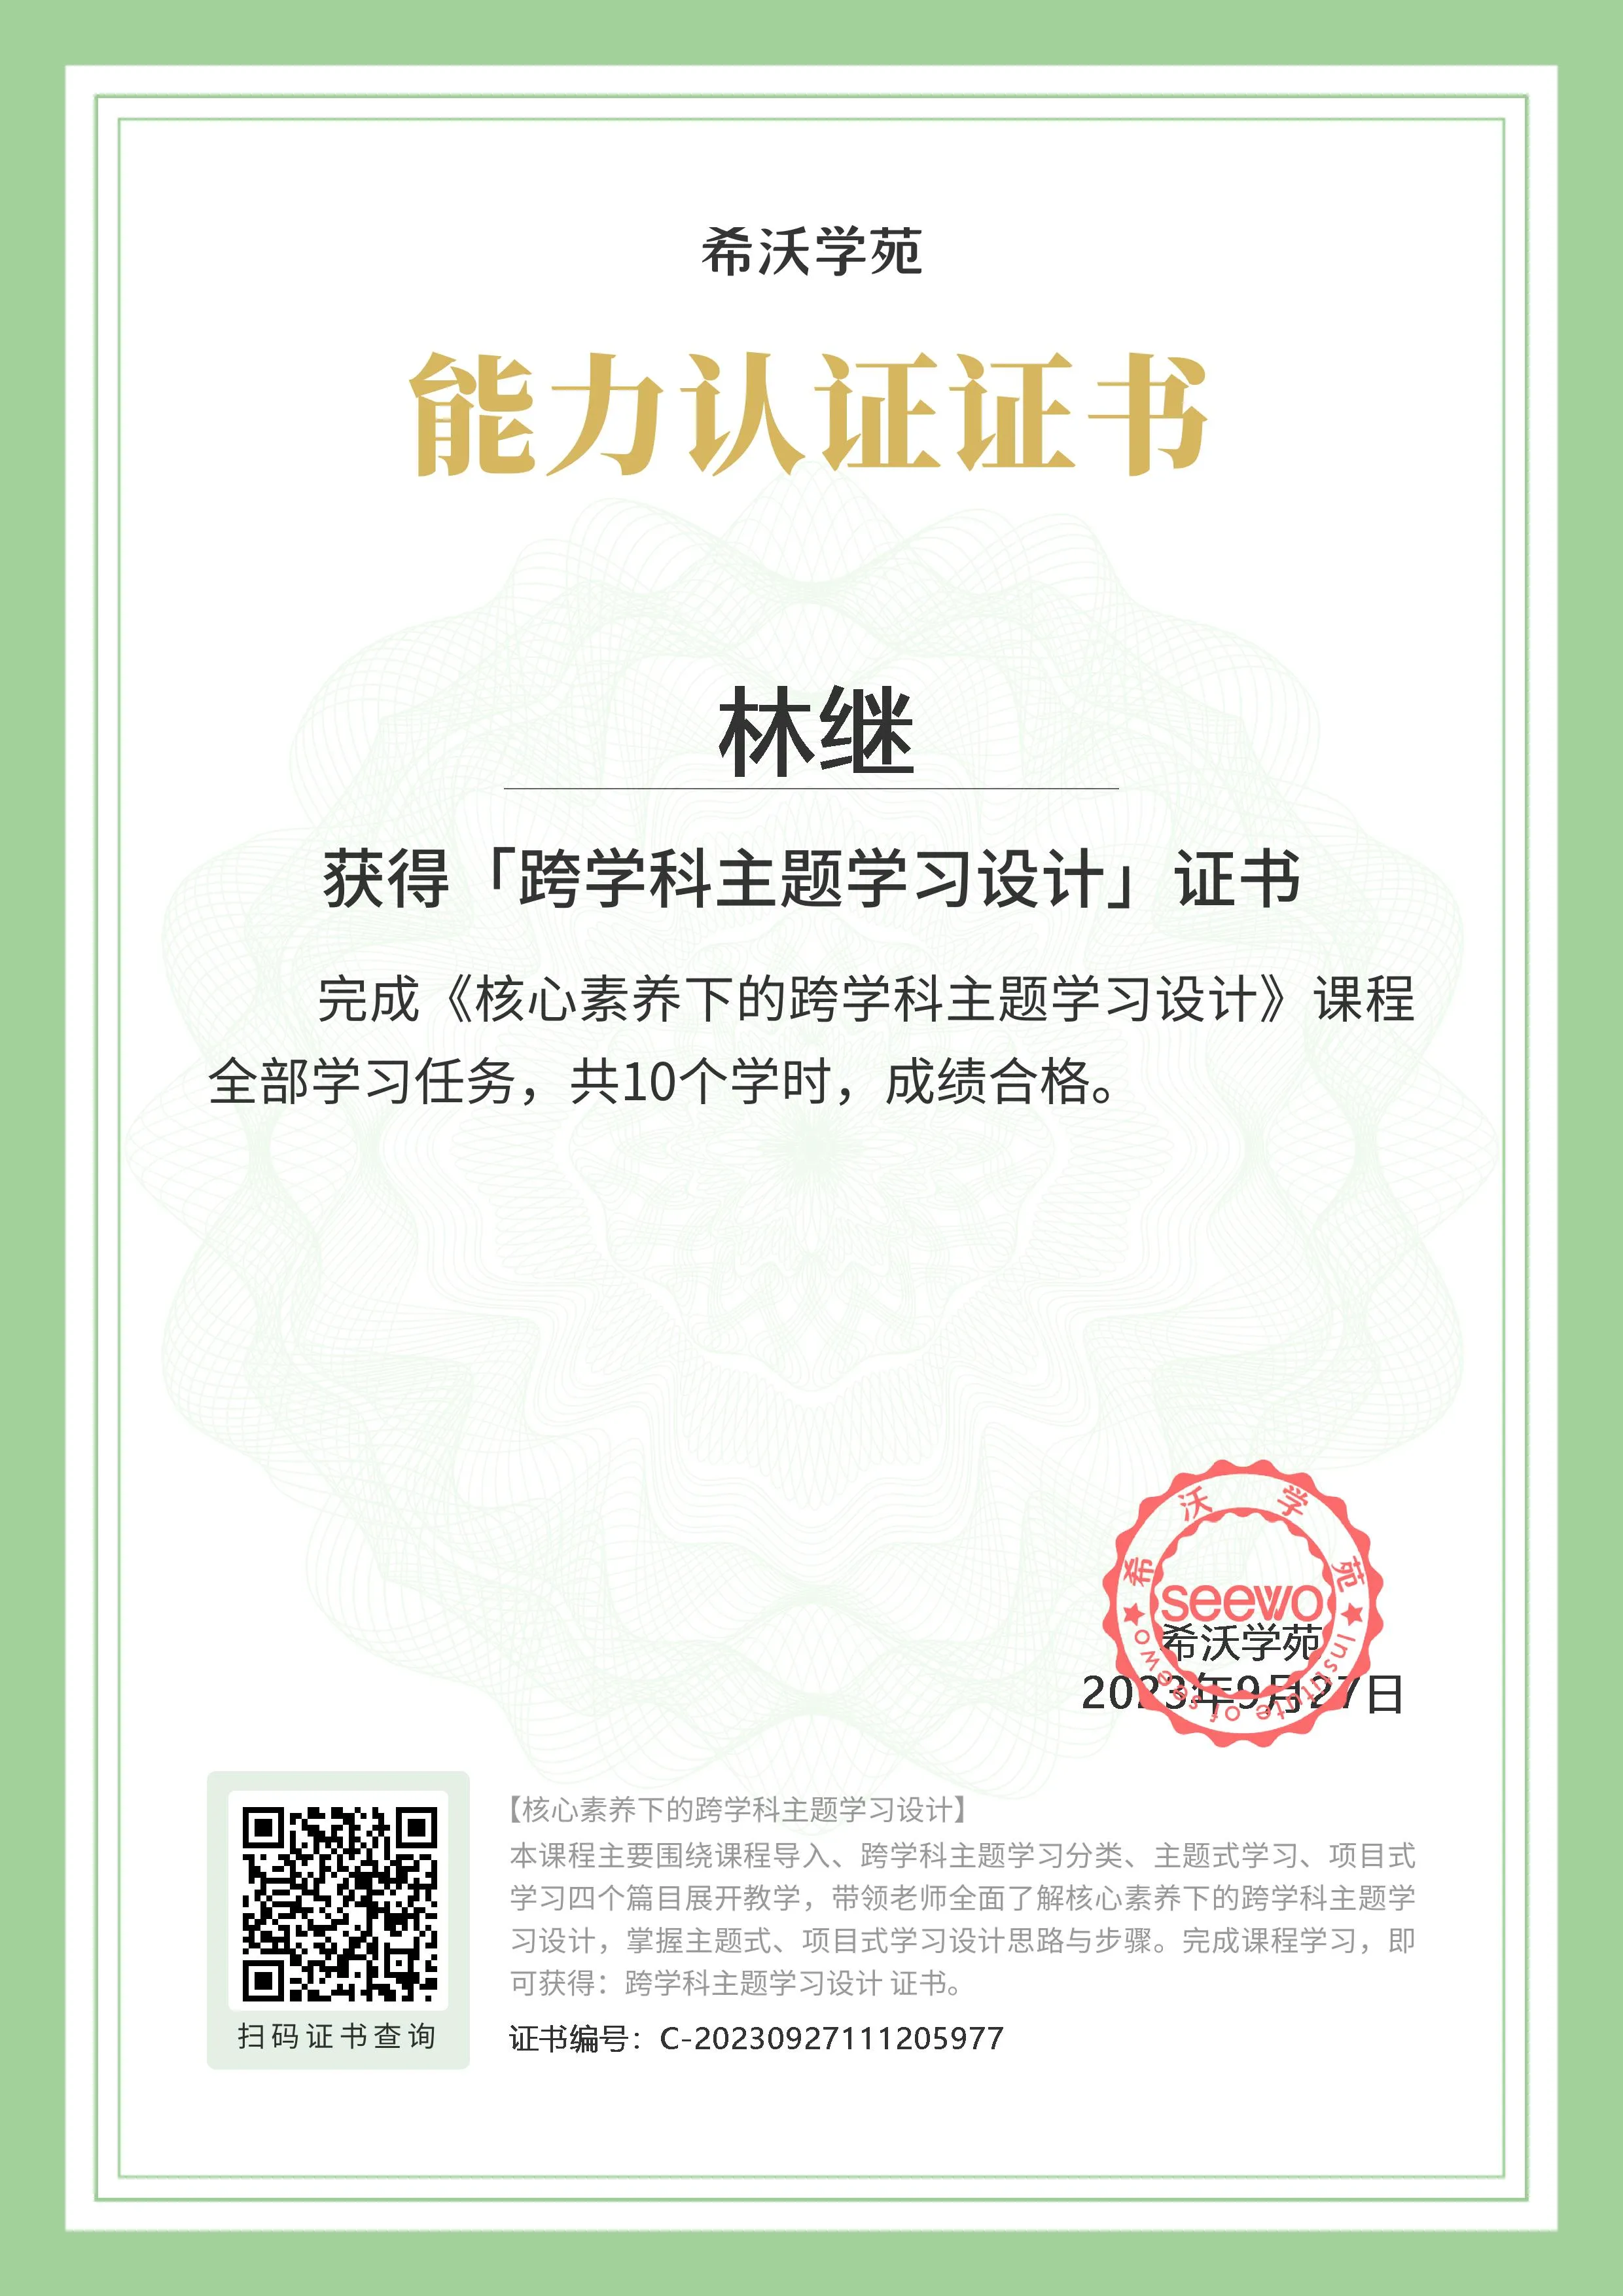 希沃学苑
能力认证证书
林继
获得「跨学科主题学习设计」证书
完成《核心素养下的跨学科主题学习设计》课程
全部学习任务，共10个学时，成绩合格。
希沃学苑
seewo
Institute of seewo
希沃学苑
2023年9月27日
【核心素养下的跨学科主题学习设计】
本课程主要围绕课程导入、跨学科主题学习分类、主题式学习、项目式
学习四个篇目展开教学，带领老师全面了解核心素养下的跨学科主题学
习设计，掌握主题式、项目式学习设计思路与步骤。完成课程学习，即
可获得：跨学科主题学习设计 证书。
扫码证书查询
证书编号：C-20230927111205977